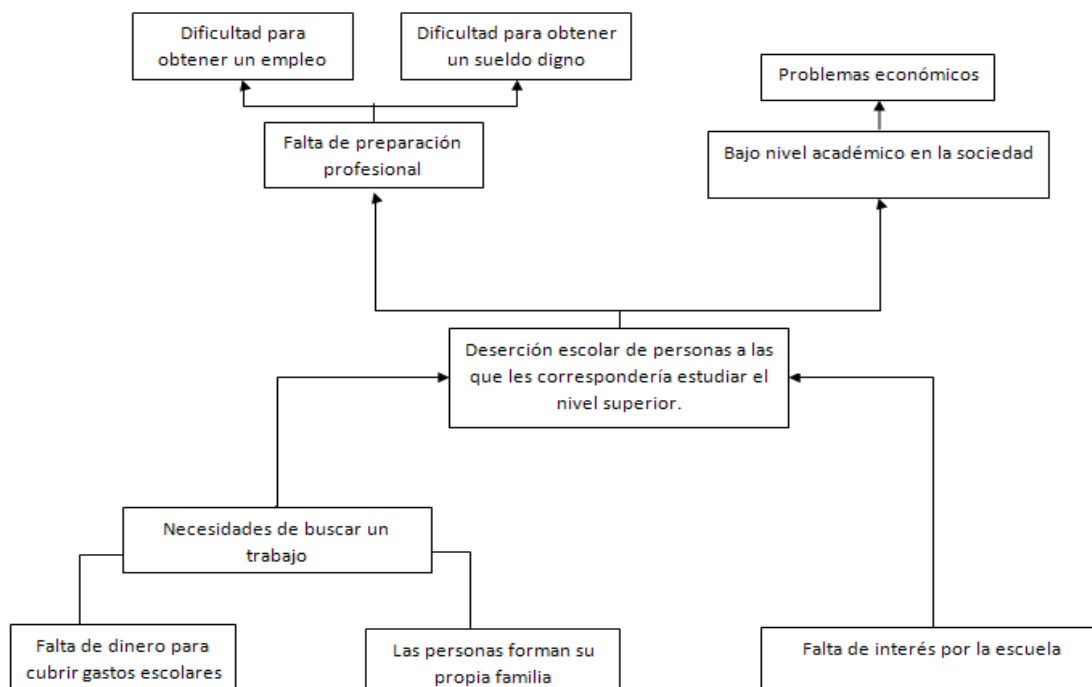 Dificultad para
obtener un empleo
Dificultad para obtener
un sueldo digno
Problemas económicos
Falta de preparación
profesional
Bajo nivel académico en la sociedad
Deserción escolar de personas a las
que les correspondería estudiar el
nivel superior.
Necesidades de buscar un
trabajo
Falta de dinero para
cubrir gastos escolares
Las personas forman su
propia familia
Falta de interés por la escuela